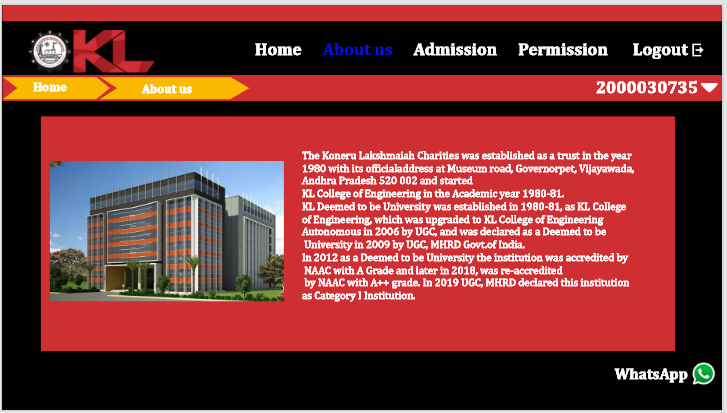 KL
Home
About us
Admission
Permission
Logout
Home
About us
2000030735
The Koneru Lakshmaiah Charities was established as a trust in the year
1980 with its officialaddress at Museum road, Governorpet, Vijayawada,
Andhra Pradesh 520 002 and started
KL College of Engineering in the Academic year 1980-81.
KL Deemed to be University was established in 1980-81, as KL College
of Engineering, which was upgraded to KL College of Engineering
Autonomous in 2006 by UGC, and was declared as a Deemed to be
University in 2009 by UGC, MHRD Govt.of India.
In 2012 as a Deemed to be University the institution was accredited by
NAAC with A Grade and later in 2018, was re-accredited
by NAAC with A++ grade. In 2019 UGC, MHRD declared this institution
as Category I Institution.
WhatsApp